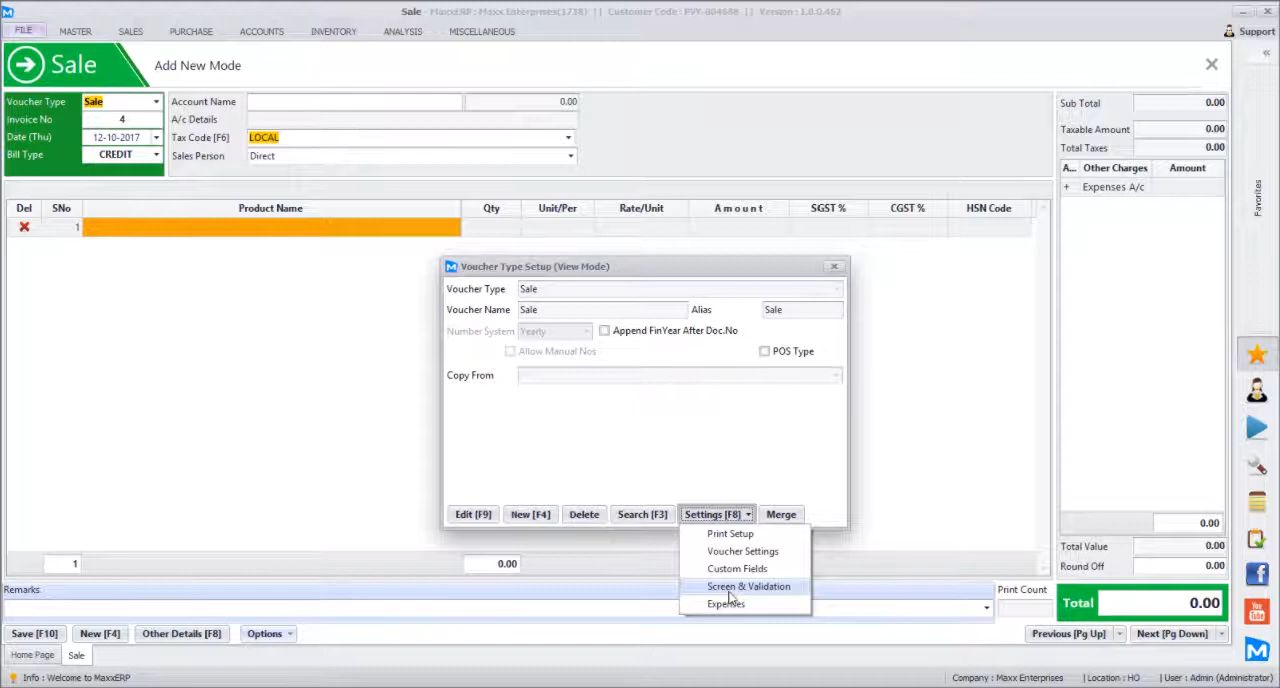 Sale - MaxxERP : Maxx Enterprises(1738) || Customer Code : PVY-804688 || Version : 1.0.0.462
FILE MASTER SALES PURCHASE ACCOUNTS INVENTORY ANALYSIS MISCELLANEOUS Support
Sale Add New Mode
Voucher Type Sale Account Name 0.00 Sub Total 0.00
Invoice No 4 A/c Details
Date (Thu) 12-10-2017 Tax Code [F6] LOCAL Taxable Amount 0.00
Bill Type CREDIT Sales Person Direct Total Taxes 0.00
A... Other Charges Amount
+ Expenses A/c
Favorites
Del SNo Product Name Qty Unit/Per Rate/Unit A m o u n t SGST % CGST % HSN Code
1
Voucher Type Setup (View Mode)
Voucher Type Sale
Voucher Name Sale Alias Sale
Number System Yearly Append FinYear After Doc.No
Allow Manual Nos POS Type
Copy From
Edit [F9] New [F4] Delete Search [F3] Settings [F8] Merge
Print Setup
Voucher Settings
Custom Fields
Screen & Validation
Expenses
0.00
1 0.00
Total Value 0.00
Round Off 0.00
Remarks Print Count
Total 0.00
Save [F10] New [F4] Other Details [F8] Options Previous [Pg Up] Next [Pg Down]
Home Page Sale
Info : Welcome to MaxxERP Company : Maxx Enterprises | Location : HO | User : Admin (Administrator)
You
Tube